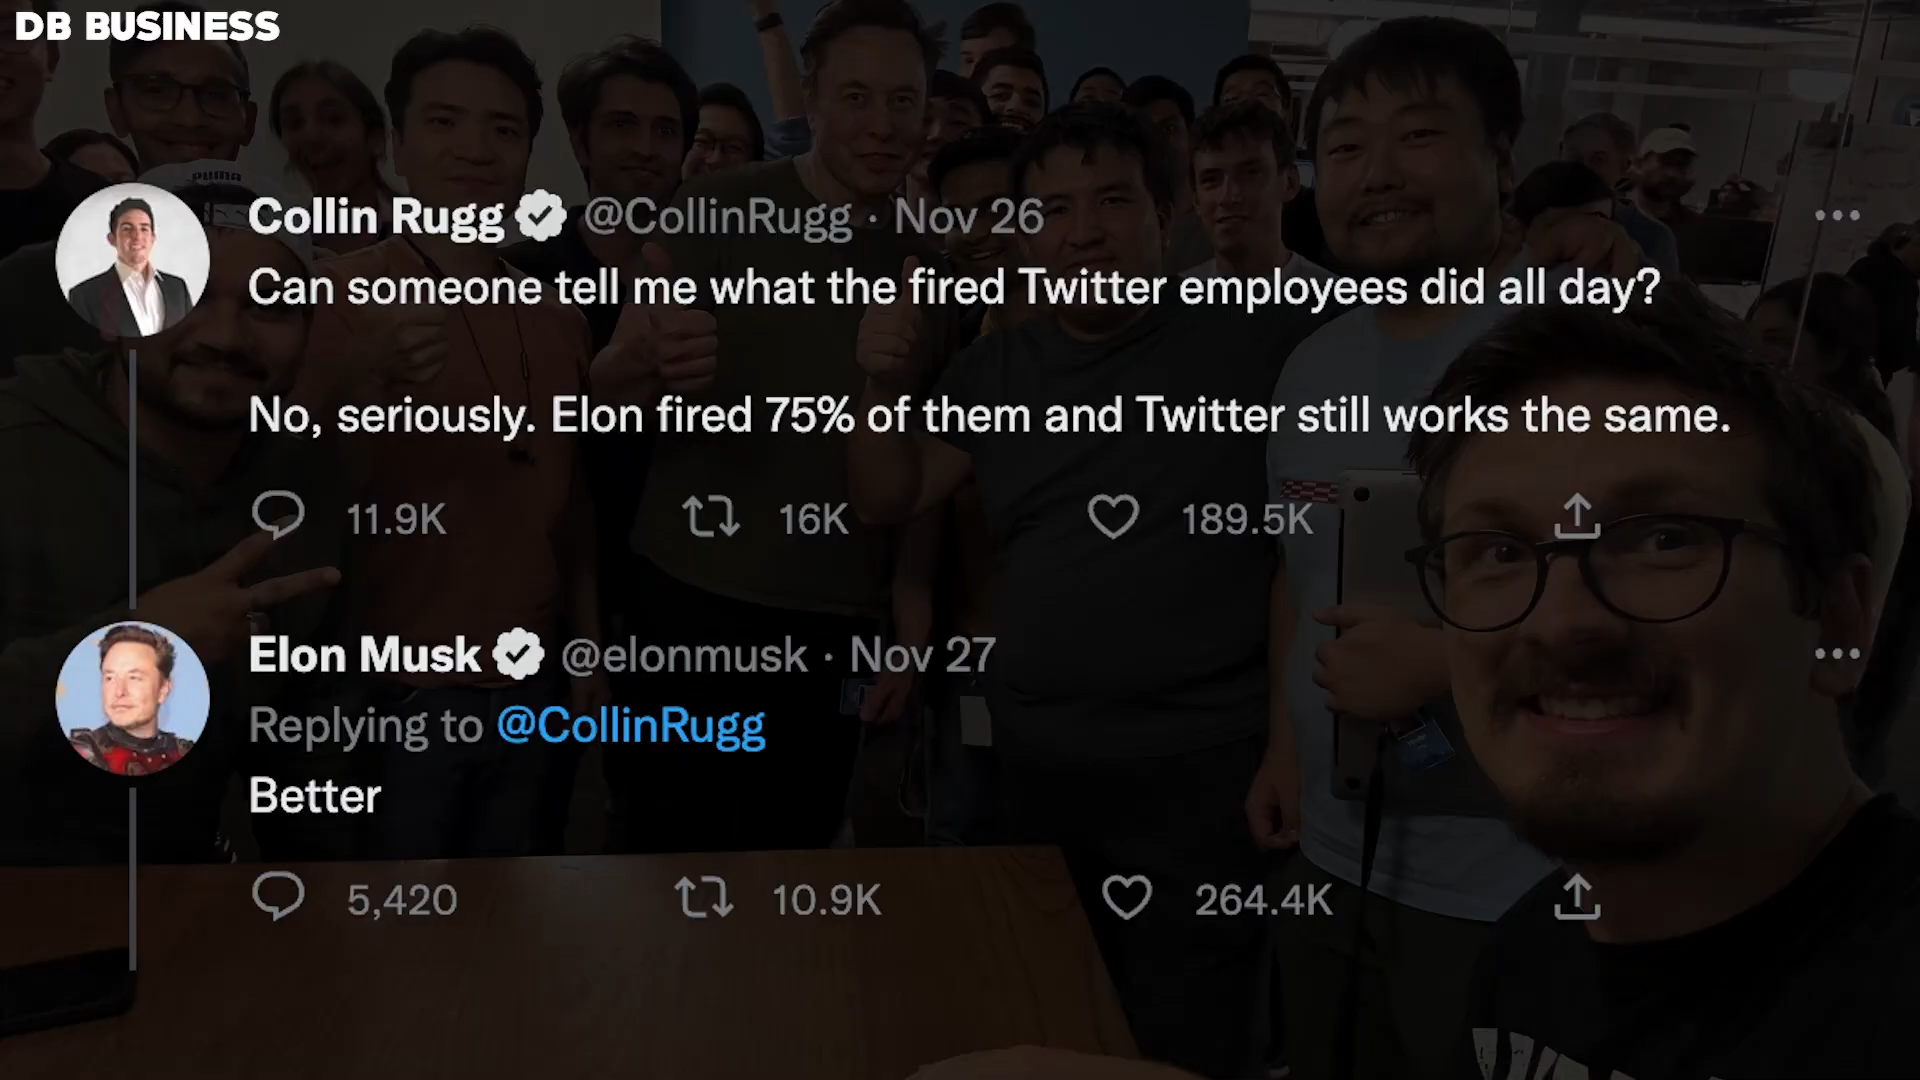 DB BUSINESS
PUMA
Collin Rugg @CollinRugg · Nov 26
Can someone tell me what the fired Twitter employees did all day?
No, seriously. Elon fired 75% of them and Twitter still works the same.
11.9K 16K 189.5K
Elon Musk @elonmusk · Nov 27
Replying to @CollinRugg
Better
5,420 10.9K 264.4K